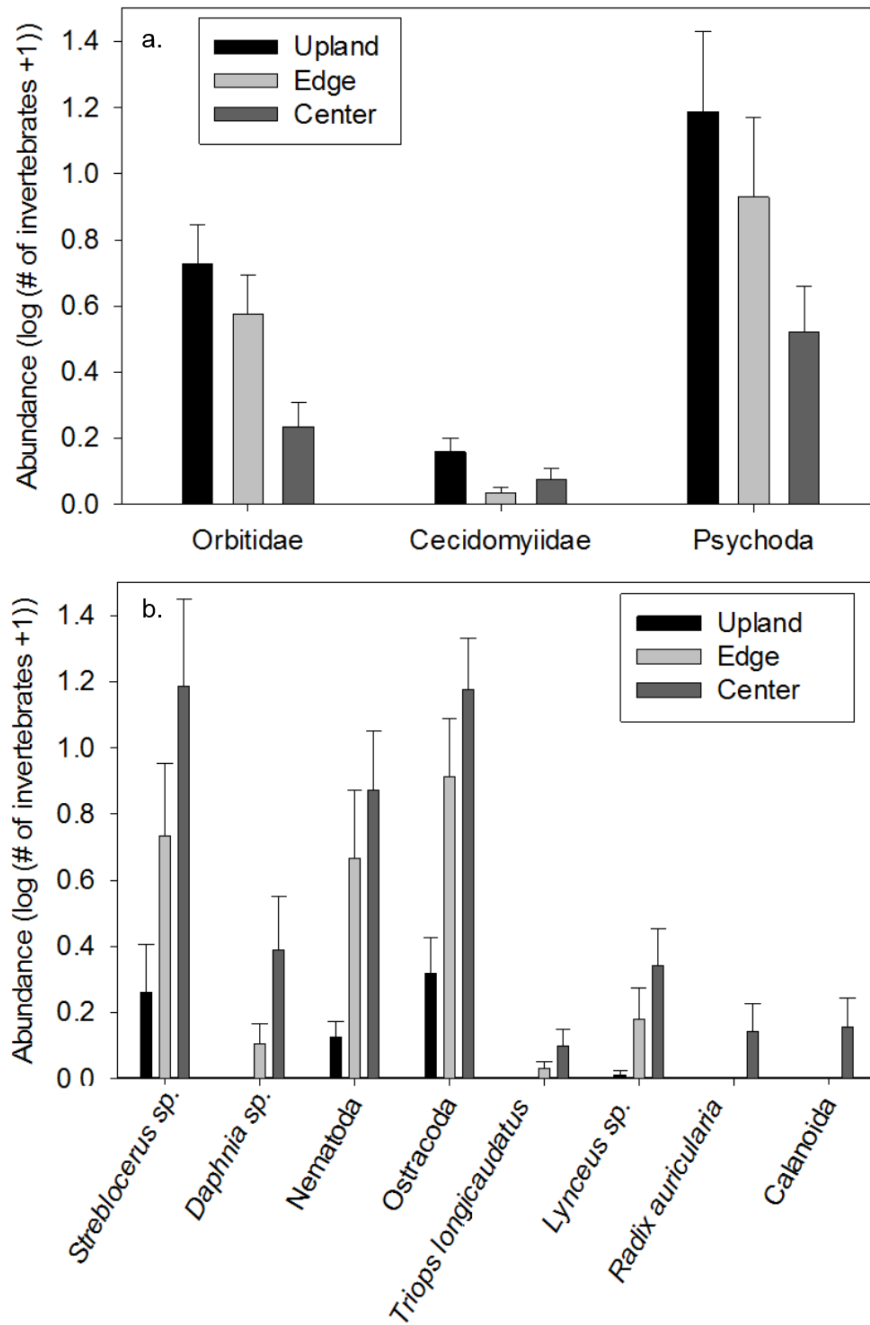 a.
Upland
Edge
Center
Abundance (log (# of invertebrates +1))
1.4
1.2
1.0
0.8
0.6
0.4
0.2
0.0
Orbitidae Cecidomyiidae Psychoda
b.
Upland
Edge
Center
Abundance (log (# of invertebrates +1))
1.4
1.2
1.0
0.8
0.6
0.4
0.2
0 0
Streblocerus sp.
Daphnia sp.
Nematoda
Ostracoda
Triops longicaudatus
Lynceus sp.
Radix auricularia
Calanoida